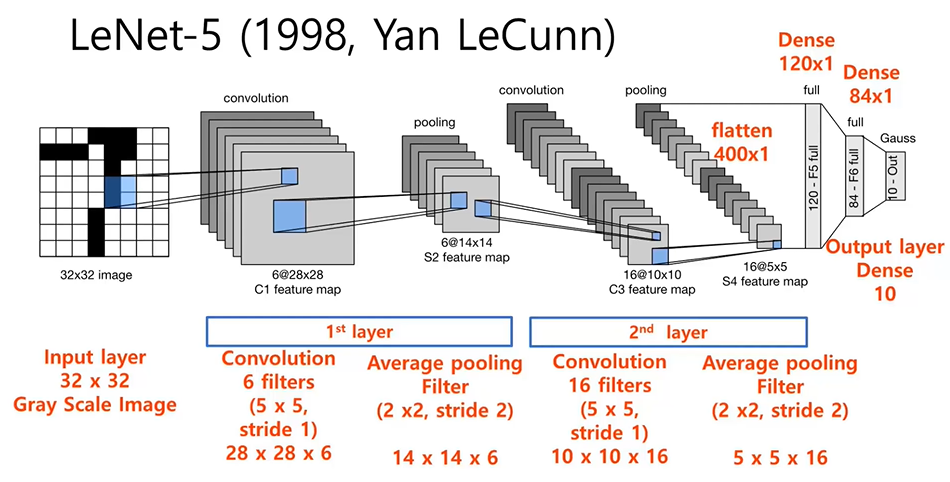 LeNet-5 (1998, Yan LeCunn)
Dense
120x1
Dense
84x1
convolution
pooling
convolution
pooling
full
full
Gauss
flatten
400x1
120 - F5 full
84 - F6 full
10 - Out
32x32 image
6@28x28
C1 feature map
6@14x14
S2 feature map
16@10x10
C3 feature map
16@5x5
S4 feature map
Output layer
Dense
10
1st layer
2nd layer
Input layer
32 x 32
Gray Scale Image
Convolution
6 filters
(5 x 5,
stride 1)
28 x 28 x 6
Average pooling
Filter
(2 x2, stride 2)
14 x 14 x 6
Convolution
16 filters
(5 x 5,
stride 1)
10 x 10 x 16
Average pooling
Filter
(2 x2, stride 2)
5 x 5 x 16